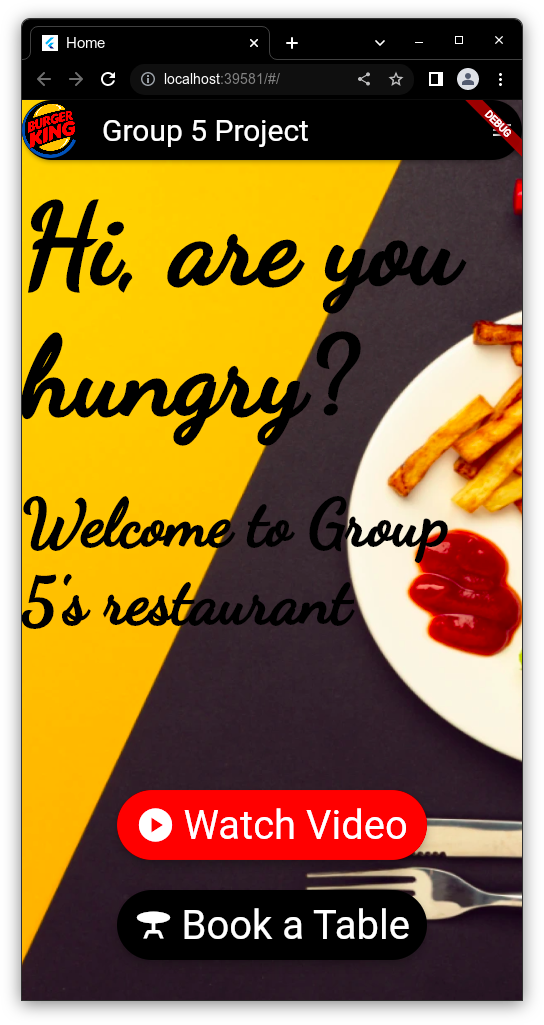 Home
localhost:39581/#/
BURGER
KING
Group 5 Project
DEBUG
Hi, are you
hungry?
Welcome to Group
5's restaurant
Watch Video
Book a Table